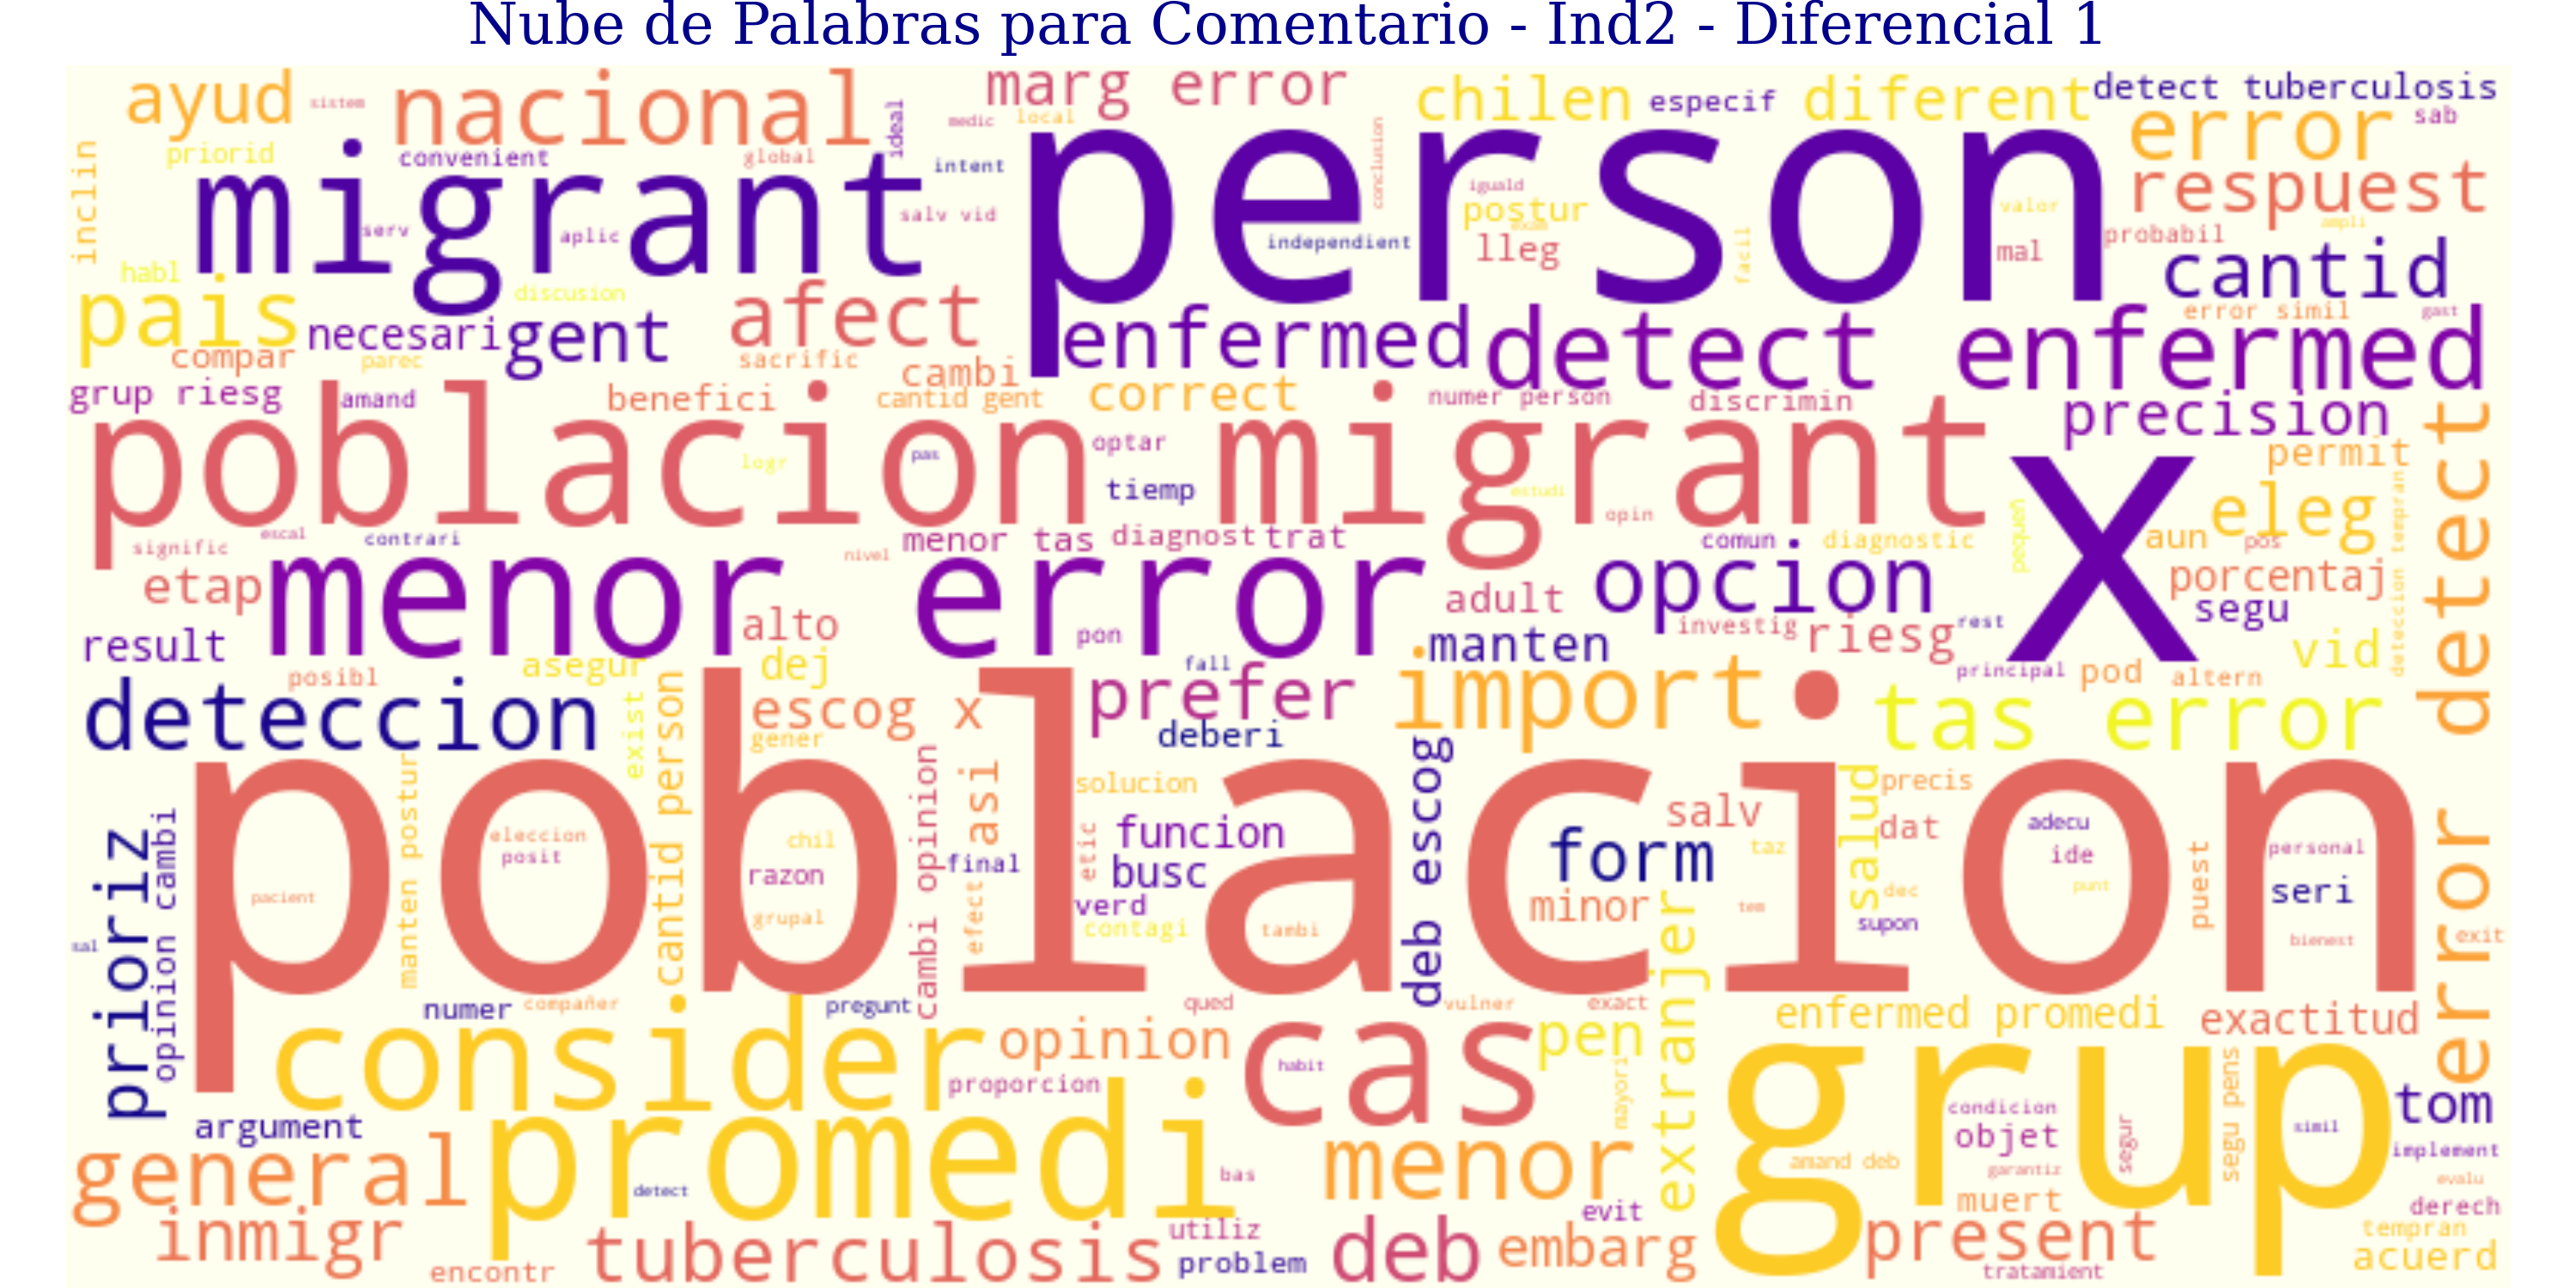 Nube de Palabras para Comentario - Ind2 - Diferencial 1
ayud
sistem
nacional
ideal
medic
local
marg error
conclusion
chilen
especif
diferent
detect tuberculosis
error
sab
inclin
priorid
convenient
global
intent
migrant
person
iguald
postur
exam
lleg
facil
valor
mal
respuest
ampli
probabil
serv
aplic
salv vid
independient
habl
discusion
cantid
pais
necesari
gent
afect
enfermed
detect enfermed
error simil
gast
compar
parec
sacrific
cambi
grup riesg
amand
benefici
cantid gent
correct
numer person
discrimin
precision
poblacion migrant
optar
logr
pas
tiemp
estudi
opin
x
permit
eleg
detect
deteccion tempran
pequeñ
signific
escal
contrari
nivel
menor tas
diagnost
trat
comun
diagnostic
aun
pos
etap
menor error
adult
opcion
porcentaj
segu
result
alto
pon
manten
investig
riesg
rest
vid
posibl
asegur
dej
fall
import
principal
pod
altern
deteccion
exist
cantid person
escog x
prefer
tas error
gener
deberi
deb escog
poblacion
prioriz
opinion cambi
manten postur
eleccion
posit
chil
razon
cambi opinion
asi
solucion
etic
funcion
busc
final
form
salv
taz
salud
precis
dat
adecu
ide
puest
personal
seri
error
pacient
grupal
efect
verd
contagi
tambi
minor
tem
dec
supon
punt
bienest
exit
sal
numer
compañer
pregunt
qued
vulner
exact
extranjer
enfermed promedi
exactitud
consider
opinion
cas
habit
pen
mayori
grup
segu pens
tom
proporcion
promedi
argument
condicion
objet
segur
simil
implement
general
detect
bas
menor
amand deb
garantiz
evalu
muert
derech
inmigr
encontr
tuberculosis
utiliz
problem
evit
deb
embarg
present
tratamient
tempran
acuerd